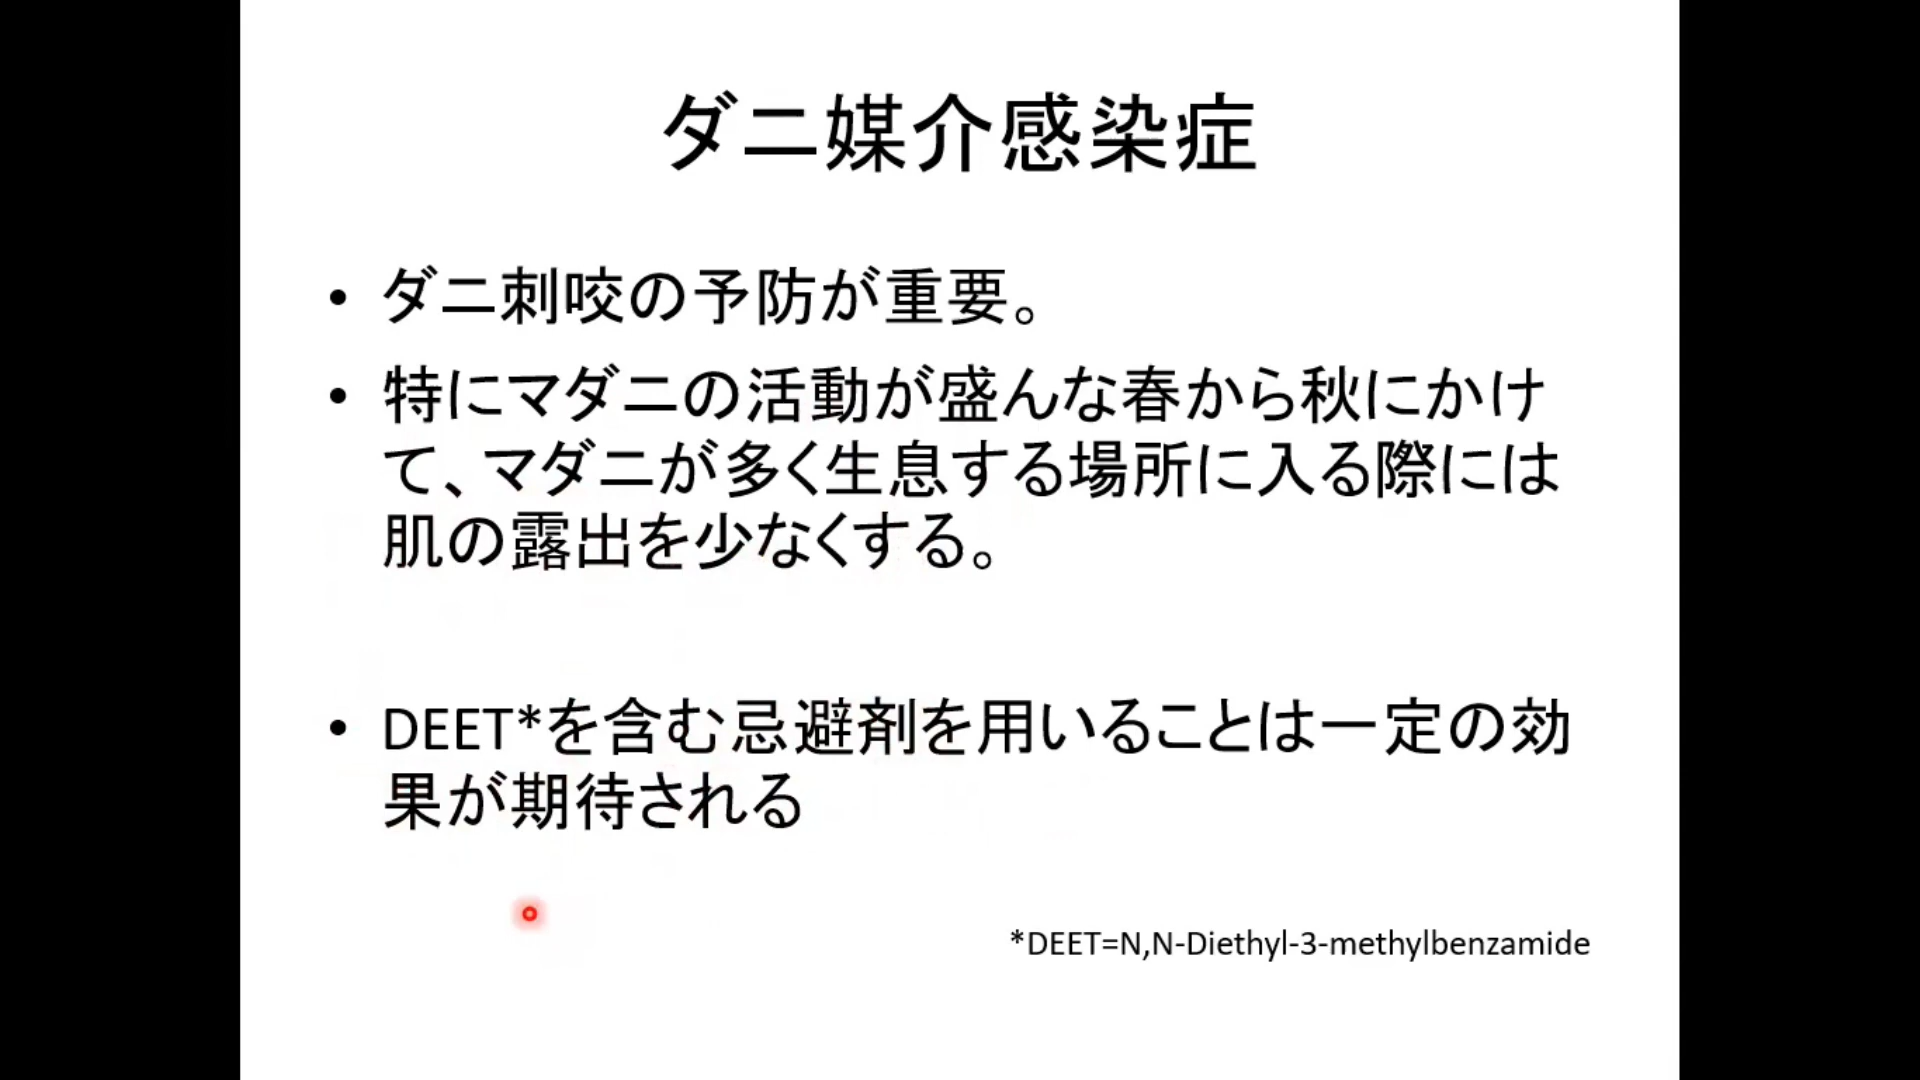 ダニ媒介感染症
• ダニ刺咬の予防が重要。
• 特にマダニの活動が盛んな春から秋にかけ
て、マダニが多く生息する場所に入る際には
肌の露出を少なくする。
• DEET*を含む忌避剤を用いることは一定の効
果が期待される
*DEET=N,N-Diethyl-3-methylbenzamide